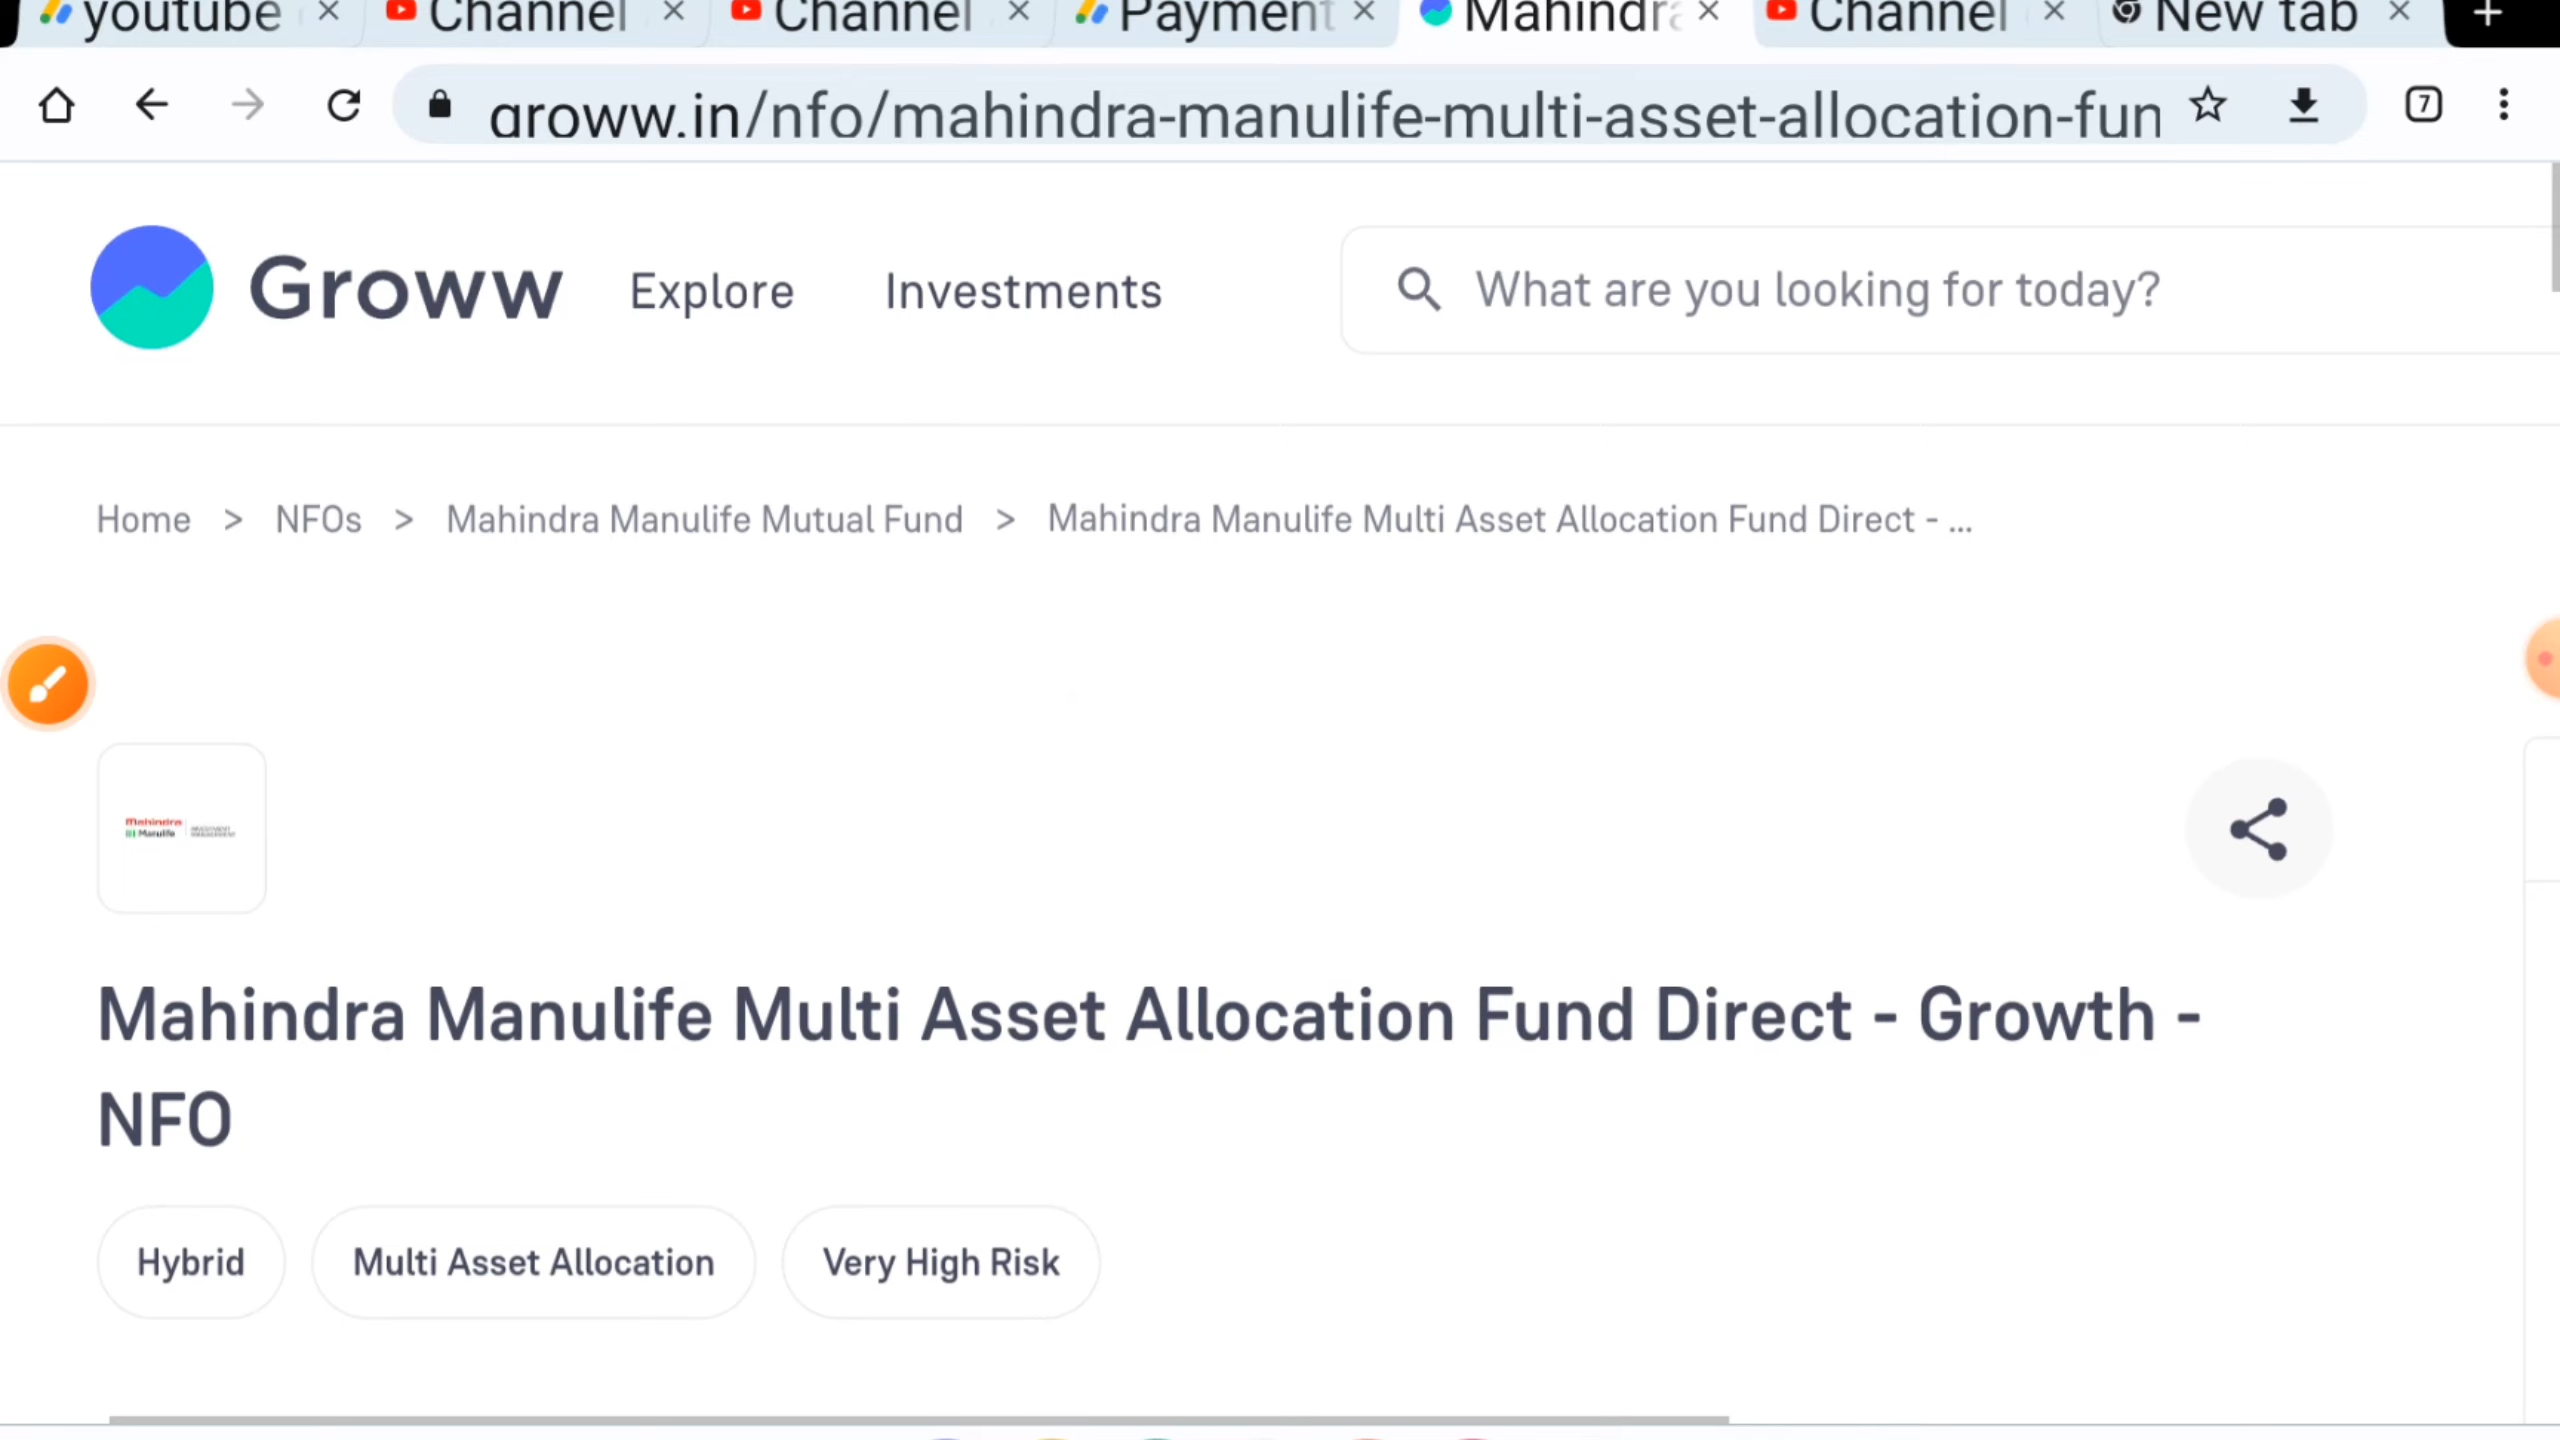 youtube
Channel
Channel
Payment
Mahindra
Channel
New tab
groww.in/nfo/mahindra-manulife-multi-asset-allocation-fun
7
Groww
Explore
Investments
What are you looking for today?
Home > NFOs > Mahindra Manulife Mutual Fund > Mahindra Manulife Multi Asset Allocation Fund Direct - ...
mahindra
Manulife
Mahindra Manulife Multi Asset Allocation Fund Direct - Growth -
NFO
Hybrid
Multi Asset Allocation
Very High Risk